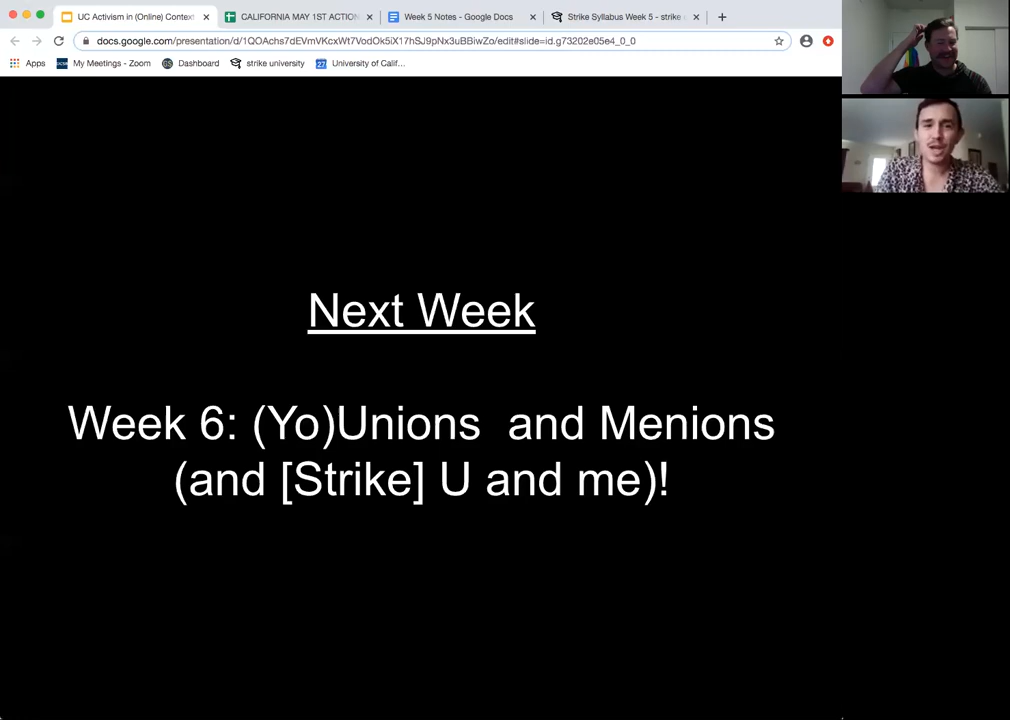 UC Activism in (Online) Context
CALIFORNIA MAY 1ST ACTION
Week 5 Notes - Google Docs
Strike Syllabus Week 5 - strike
docs.google.com/presentation/d/1QOAchs7dEVmVKcxWt7VodOk5iX17hSJ9pNx3uBBiwZo/edit#slide=id.g73202e05e4_0_0
Apps My Meetings - Zoom Dashboard strike university 27 University of Calif...
Next Week
Week 6: (Yo)Unions and Menions
(and [Strike] U and me)!